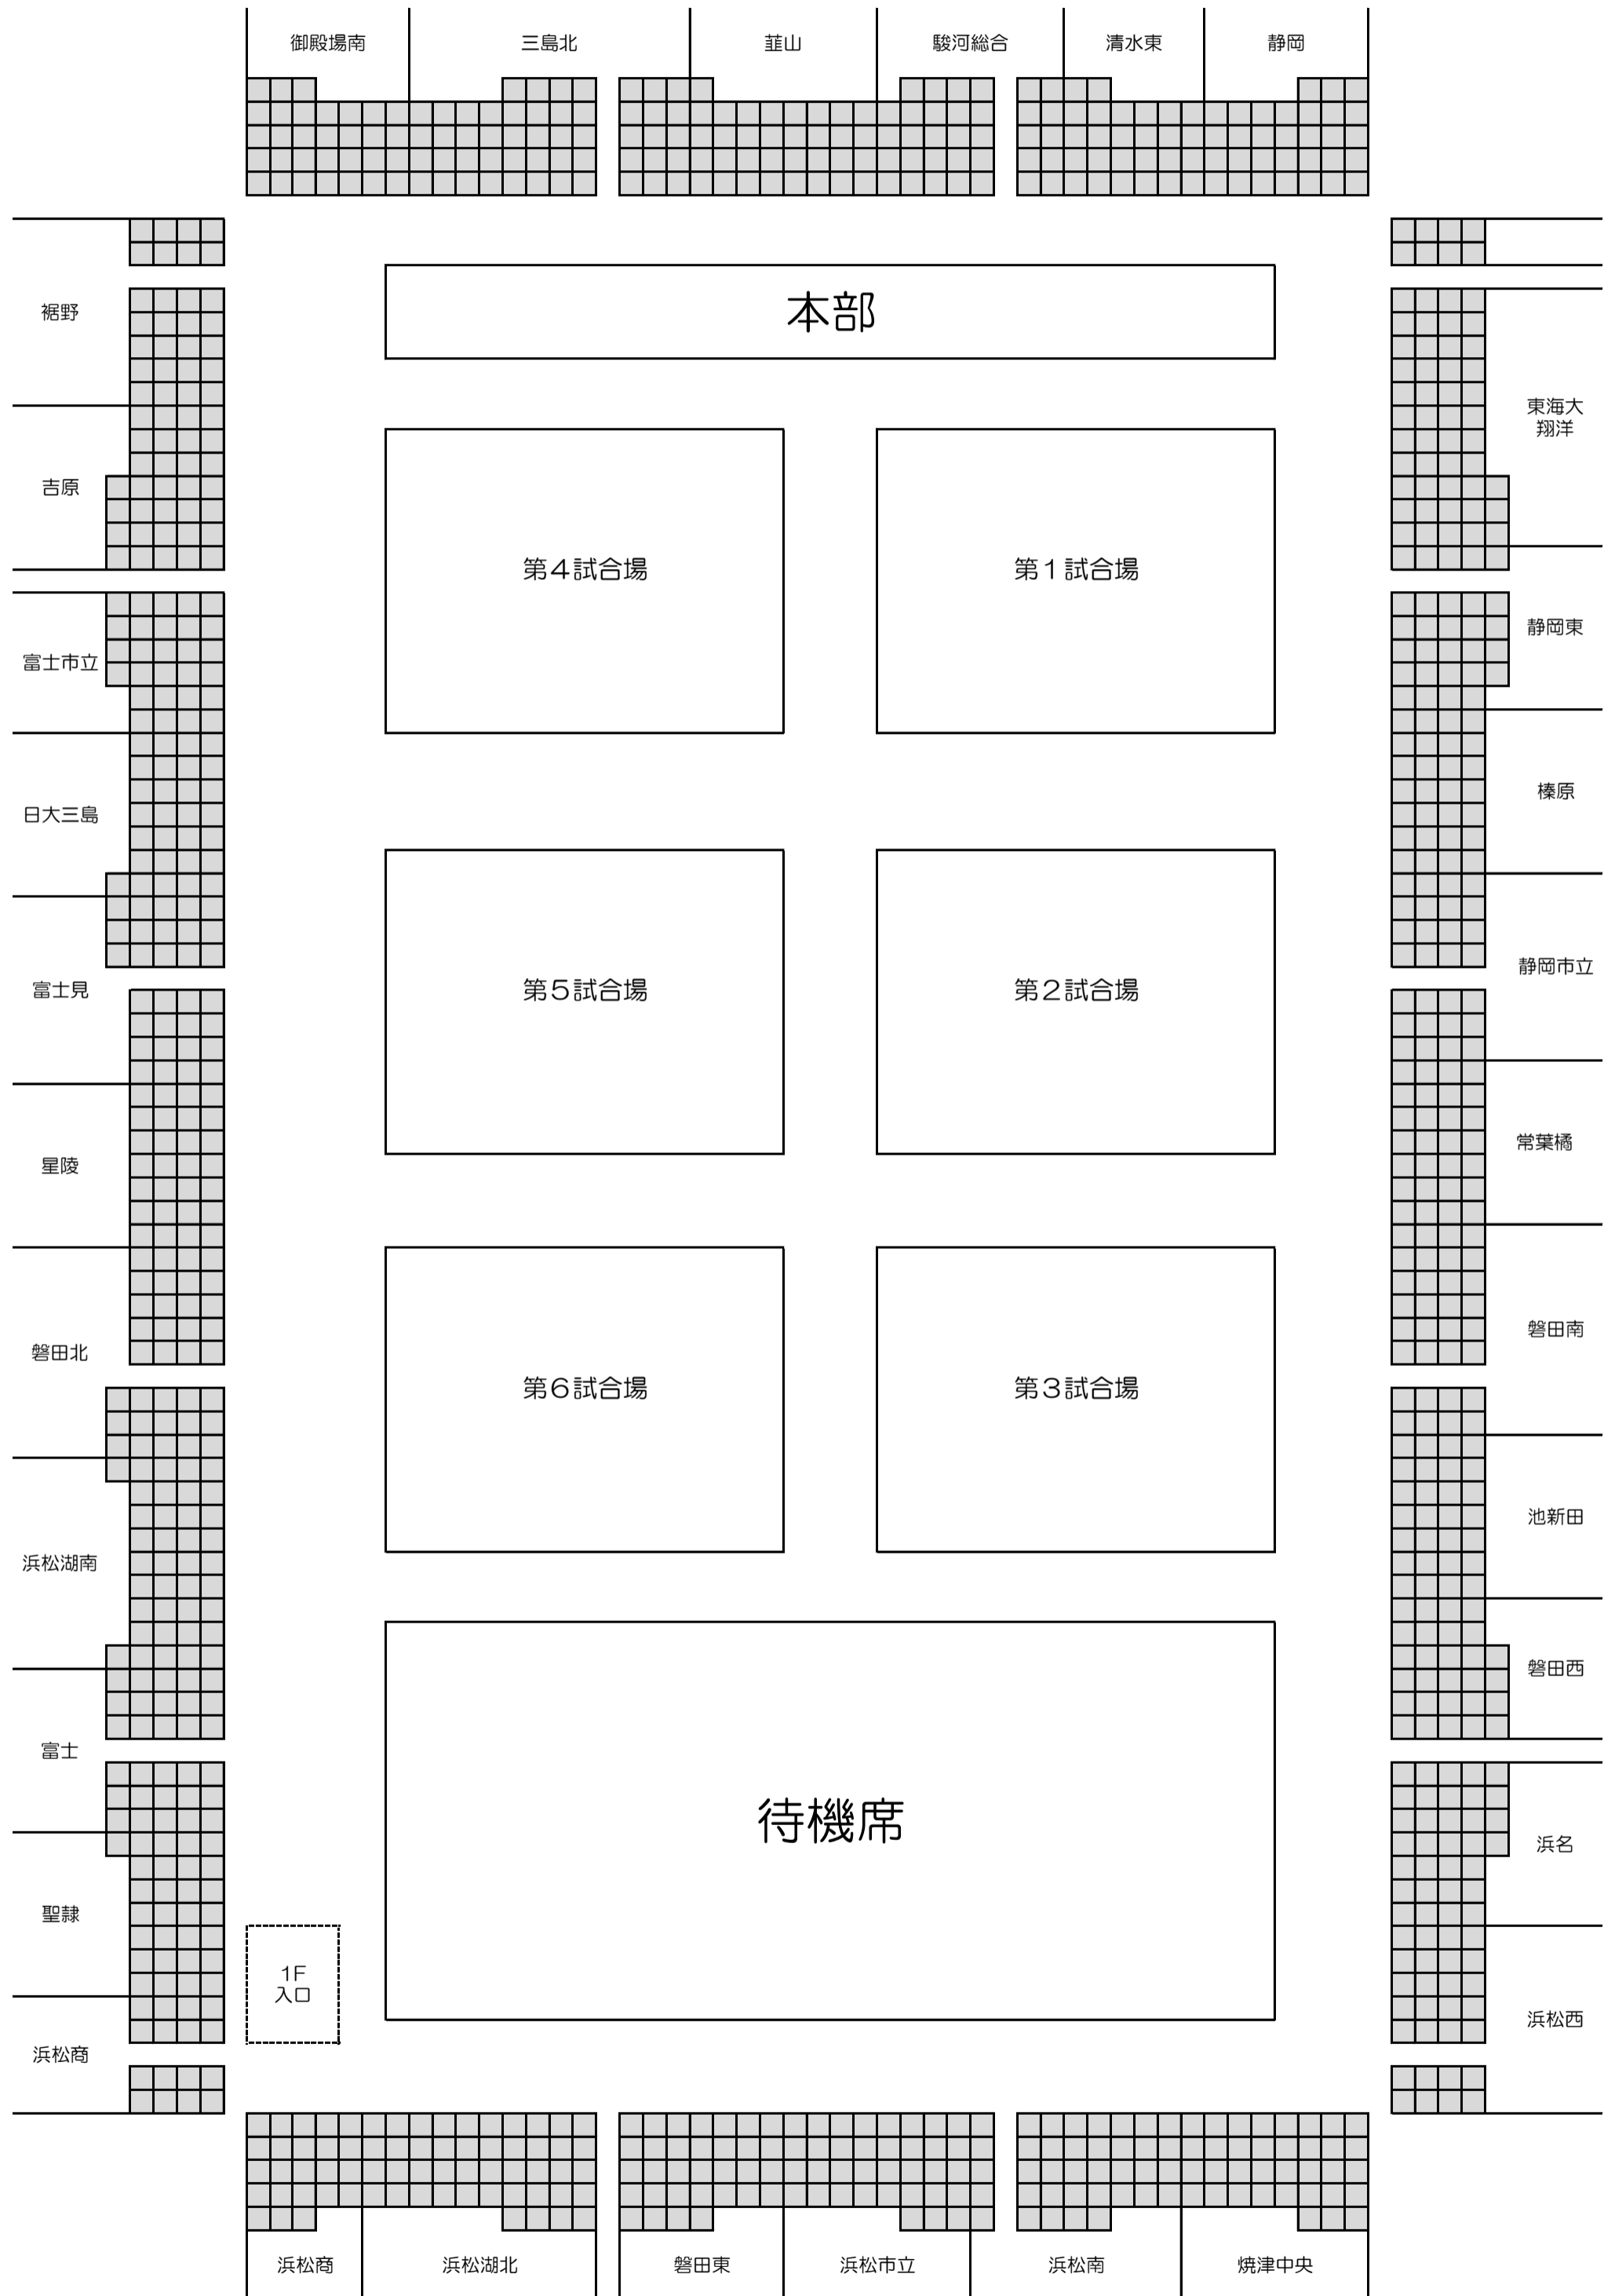 御殿場南
三島北
韮山
駿河総合
清水東
静岡
裾野
本部
東海大
翔洋
吉原
第4試合場
第1試合場
静岡東
富士市立
榛原
日大三島
静岡市立
富士見
第5試合場
第2試合場
常葉橘
星陵
磐田南
磐田北
第6試合場
第3試合場
池新田
浜松湖南
磐田西
富士
待機席
浜名
聖隷
1F
入口
浜松西
浜松商
浜松商
浜松湖北
磐田東
浜松市立
浜松南
焼津中央